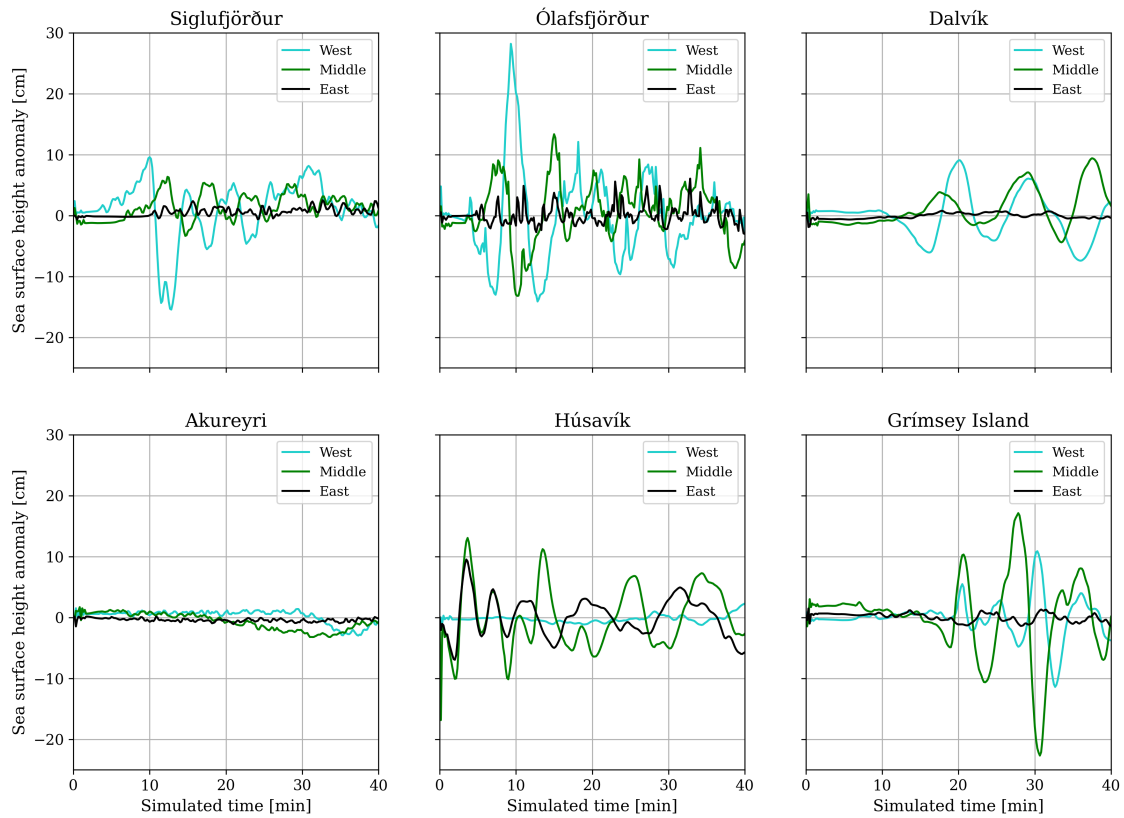 Siglufjörður
Ólafsfjörður
Dalvík
Sea surface height anomaly [cm]
30
20
10
0
−10
−20
West
Middle
East
West
Middle
East
West
Middle
East
Akureyri
Húsavík
Grímsey Island
Sea surface height anomaly [cm]
30
20
10
0
−10
−20
West
Middle
East
West
Middle
East
West
Middle
East
0 10 20 30 40
0 10 20 30 40
0 10 20 30 40
Simulated time [min]
Simulated time [min]
Simulated time [min]